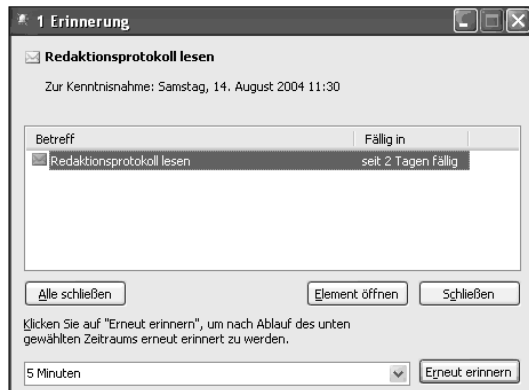 1 Erinnerung
Redaktionsprotokoll lesen
Zur Kenntnisnahme: Samstag, 14. August 2004 11:30
Betreff Fällig in
Redaktionsprotokoll lesen seit 2 Tagen fällig
Alle schließen Element öffnen Schließen
Klicken Sie auf "Erneut erinnern", um nach Ablauf des unten
gewählten Zeitraums erneut erinnert zu werden.
5 Minuten Erneut erinnern